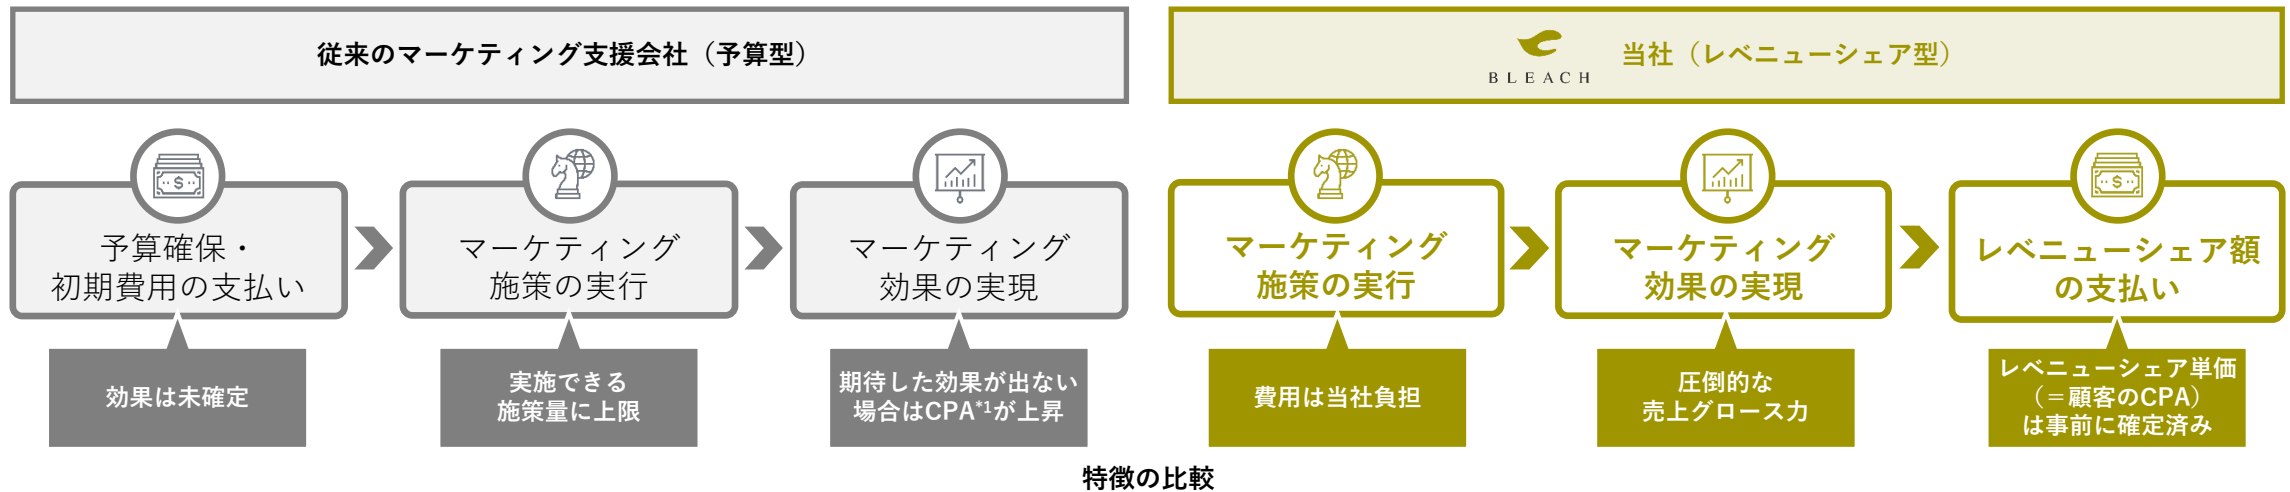 従来のマーケティング支援会社（予算型）
BLEACH
当社（レベニューシェア型）
予算確保・
初期費用の支払い
マーケティング
施策の実行
マーケティング
効果の実現
マーケティング
施策の実行
マーケティング
効果の実現
レベニューシェア額
の支払い
効果は未確定
実施できる
施策量に上限
期待した効果が出ない
場合はCPA*1が上昇
費用は当社負担
圧倒的な
売上グロース力
レベニューシェア単価
（＝顧客のCPA）
は事前に確定済み
特徴の比較